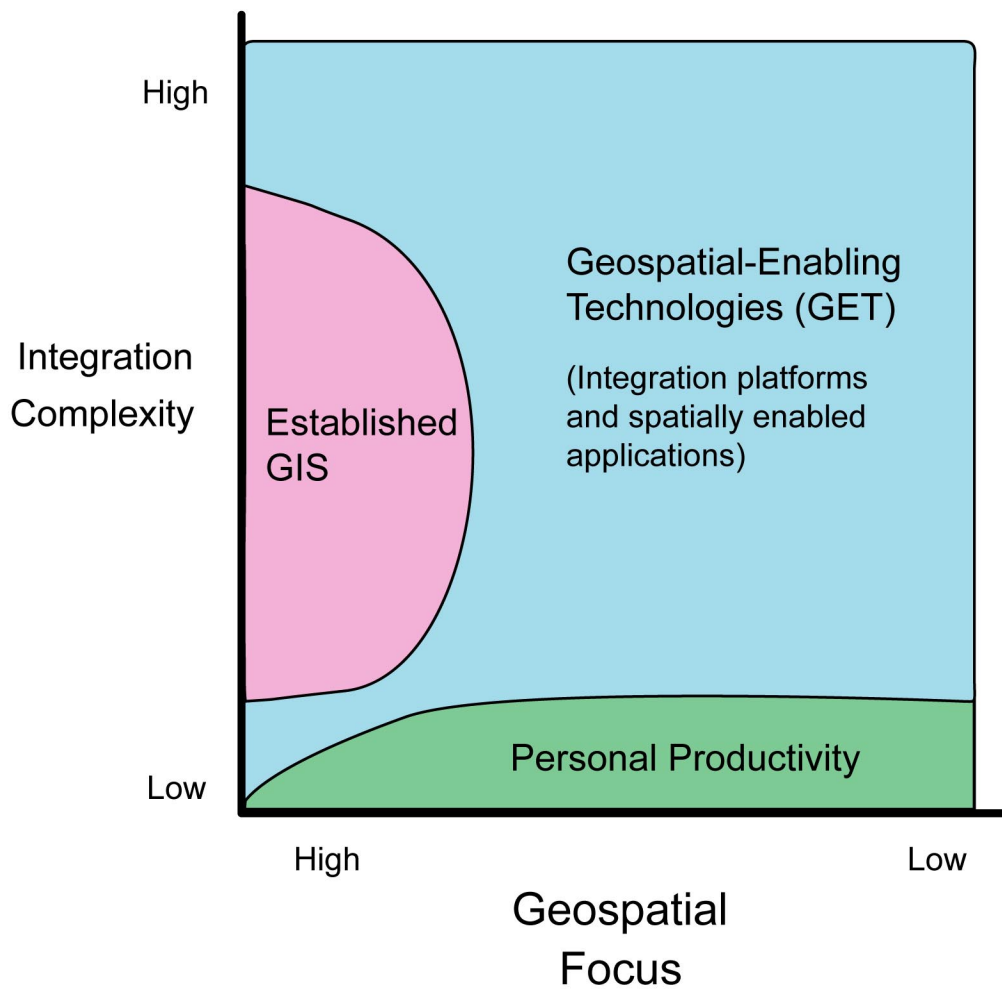 High
Integration
Complexity
Low
Established
GIS
Geospatial-Enabling
Technologies (GET)
(Integration platforms
and spatially enabled
applications)
Personal Productivity
High
Low
Geospatial
Focus